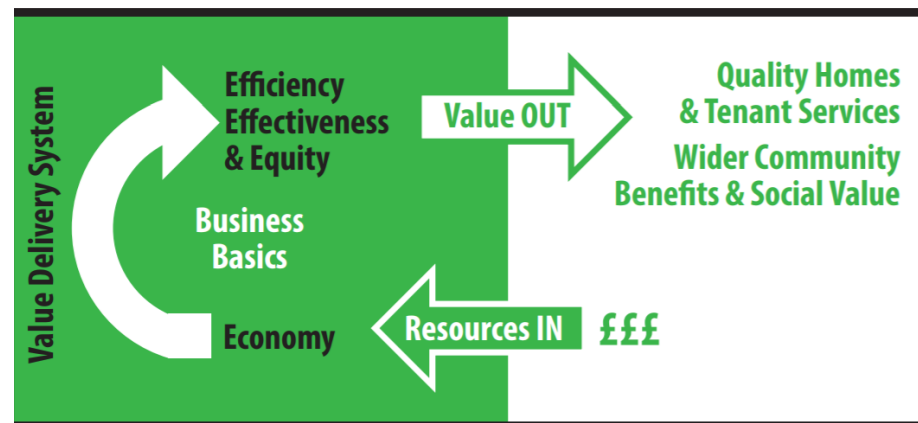 Value Delivery System
Efficiency
Effectiveness
& Equity
Business
Basics
Economy
Value OUT
Quality Homes
& Tenant Services
Wider Community
Benefits & Social Value
Resources IN
£££